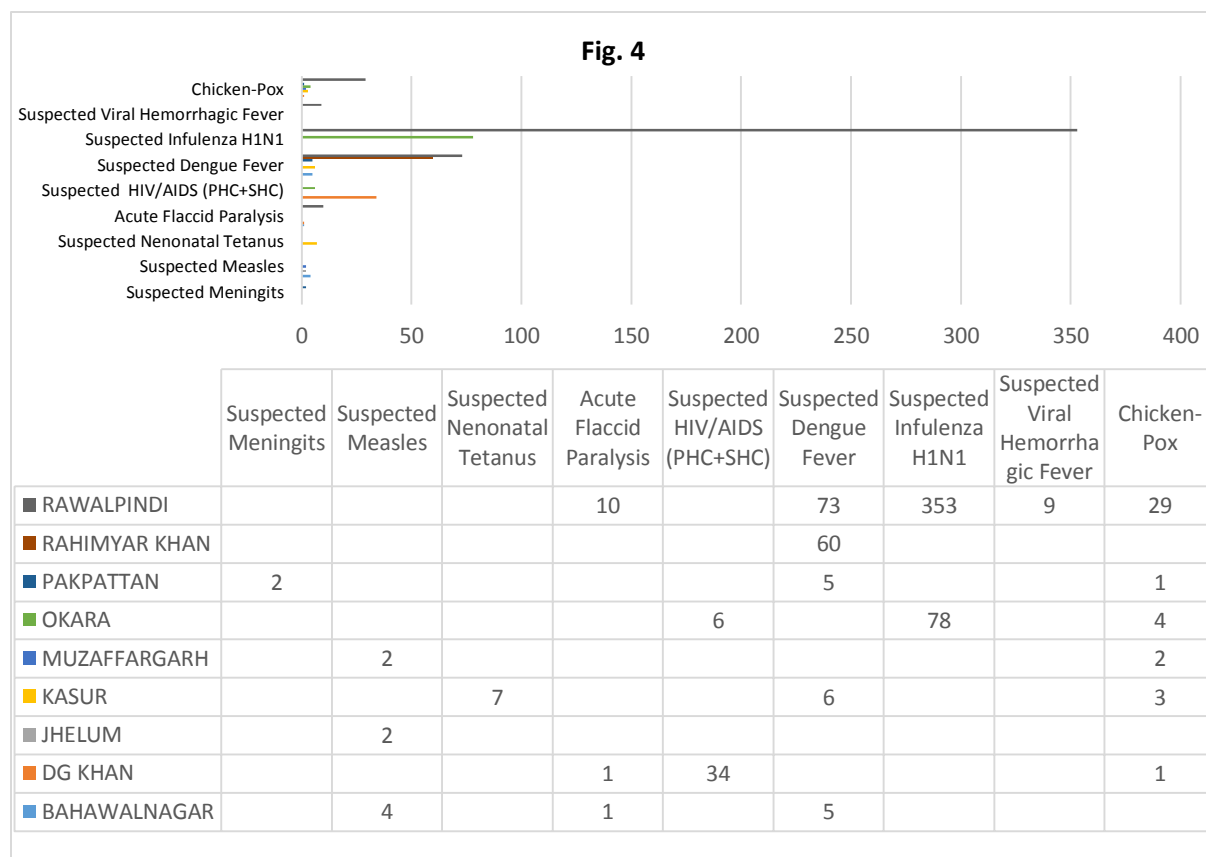 Fig. 4
Chicken-Pox
Suspected Viral Hemorrhagic Fever
Suspected Infulenza H1N1
Suspected Dengue Fever
Suspected HIV/AIDS (PHC+SHC)
Acute Flaccid Paralysis
Suspected Nenonatal Tetanus
Suspected Measles
Suspected Meningits
0 50 100 150 200 250 300 350 400
Suspected Meningits Suspected Measles Suspected Nenonatal Tetanus Acute Flaccid Paralysis Suspected HIV/AIDS (PHC+SHC) Suspected Dengue Fever Suspected Infulenza H1N1 Suspected Viral Hemorrhagic Fever Chicken-Pox
RAWALPINDI 10 73 353 9 29
RAHIMYAR KHAN 60
PAKPATTAN 2 5 1
OKARA 6 78 4
MUZAFFARGARH 2 2
KASUR 7 6 3
JHELUM 2
DG KHAN 1 34 1
BAHAWALNAGAR 4 1 5